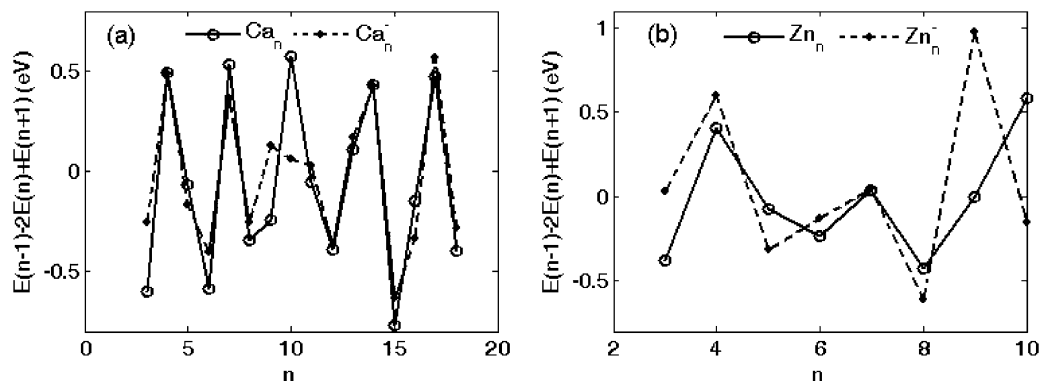 (a)
Ca_n
Ca_n^-
E(n-1)-2E(n)+E(n+1) (eV)
0.5
0
-0.5
0
5
10
15
20
n
(b)
Zn_n
Zn_n^-
E(n-1)-2E(n)+E(n+1) (eV)
1
0.5
0
-0.5
2
4
6
8
10
n